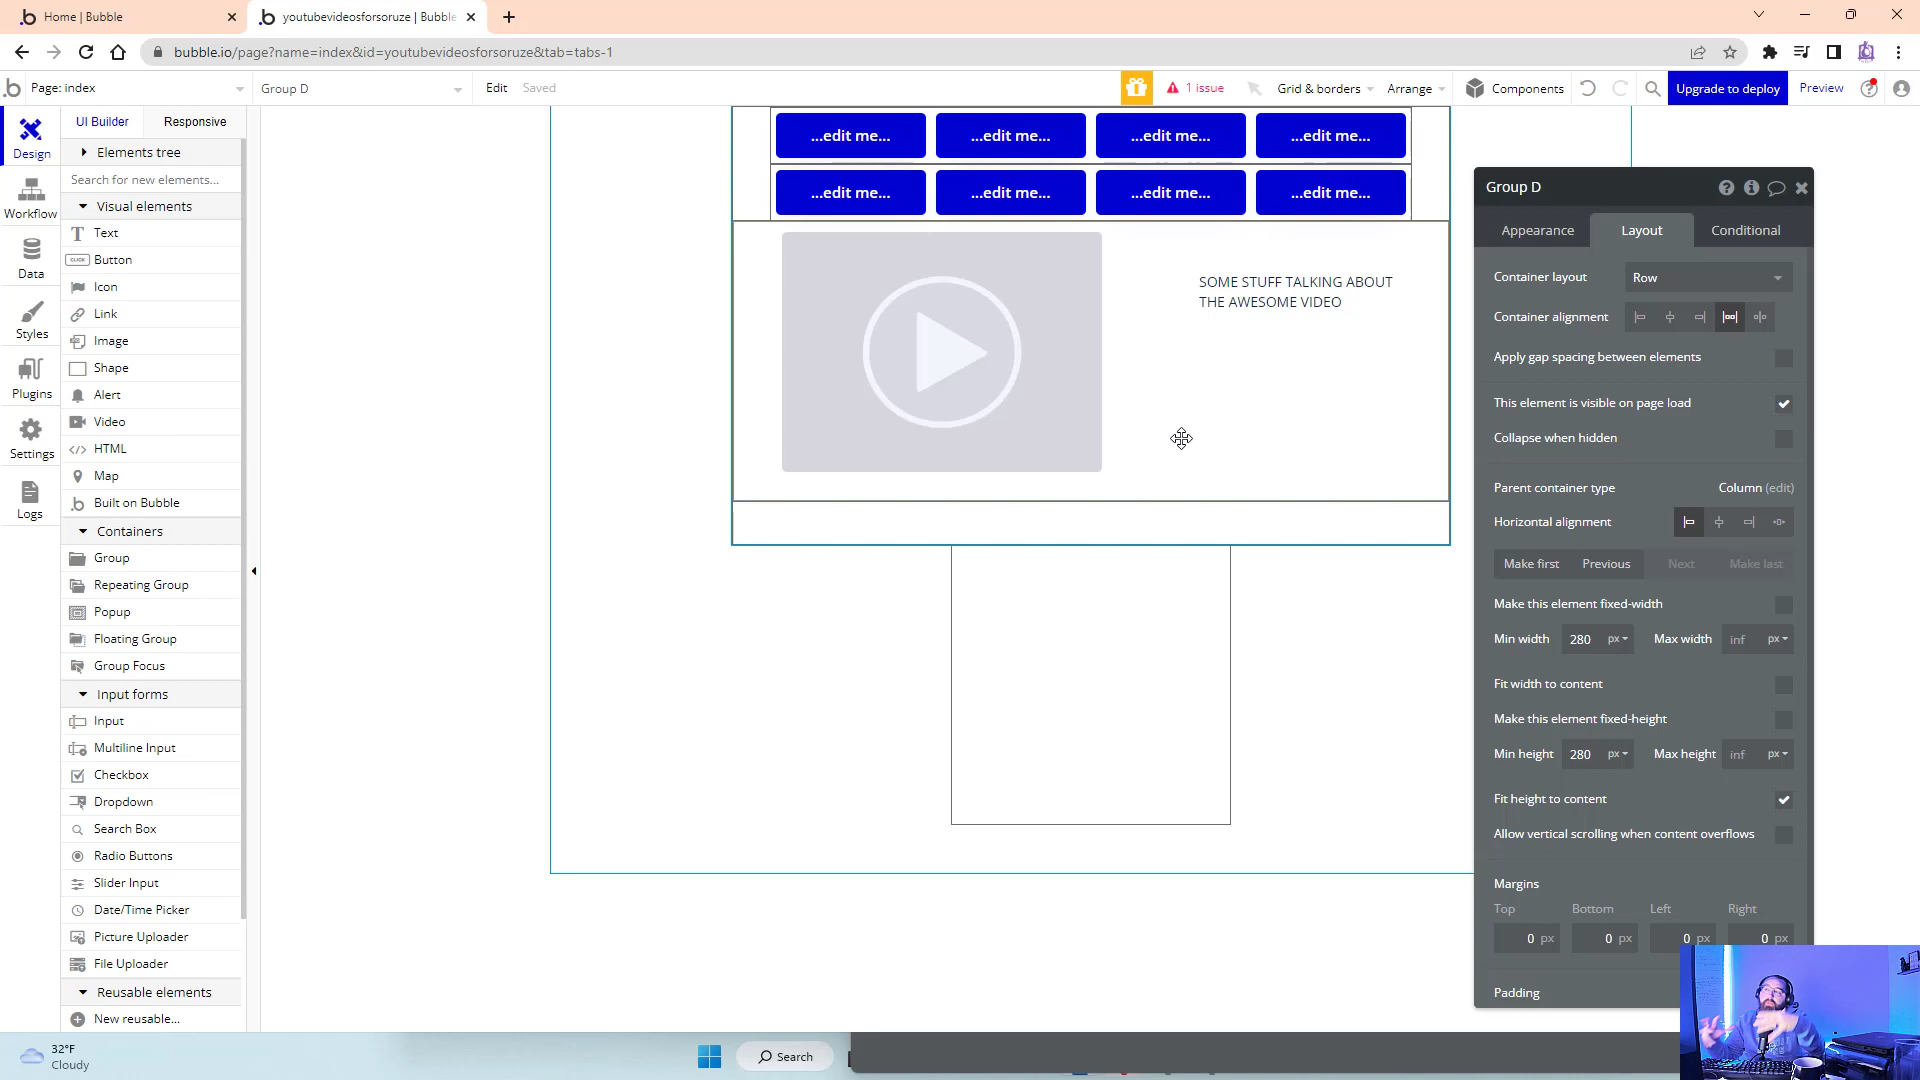 Home | Bubble
youtubevideosforsoruze | Bubble
bubble.io/page?name=index&id=youtubevideosforsoruze&tab=tabs-1
Page: index
Group D
Edit
Saved
1 issue
Grid & borders
Arrange
Components
Upgrade to deploy
Preview
Design
Workflow
Data
Styles
Plugins
Settings
Logs
UI Builder
Responsive
Elements tree
Search for new elements...
Visual elements
Text
CLICK Button
Icon
Link
Image
Shape
Alert
Video
HTML
Map
Built on Bubble
Containers
Group
Repeating Group
Popup
Floating Group
Group Focus
Input forms
Input
Multiline Input
Checkbox
Dropdown
Search Box
Radio Buttons
Slider Input
Date/Time Picker
Picture Uploader
File Uploader
Reusable elements
New reusable...
...edit me... ...edit me... ...edit me... ...edit me...
...edit me... ...edit me... ...edit me... ...edit me...
SOME STUFF TALKING ABOUT
THE AWESOME VIDEO
Group D
Appearance Layout Conditional
Container layout Row
Container alignment
Apply gap spacing between elements
This element is visible on page load
Collapse when hidden
Parent container type Column (edit)
Horizontal alignment
Make first Previous Next Make last
Make this element fixed-width
Min width 280 px Max width inf px
Fit width to content
Make this element fixed-height
Min height 280 px Max height inf px
Fit height to content
Allow vertical scrolling when content overflows
Margins
Top Bottom Left Right
0 px 0 px 0 px 0 px
Padding
32°F
Cloudy
Search